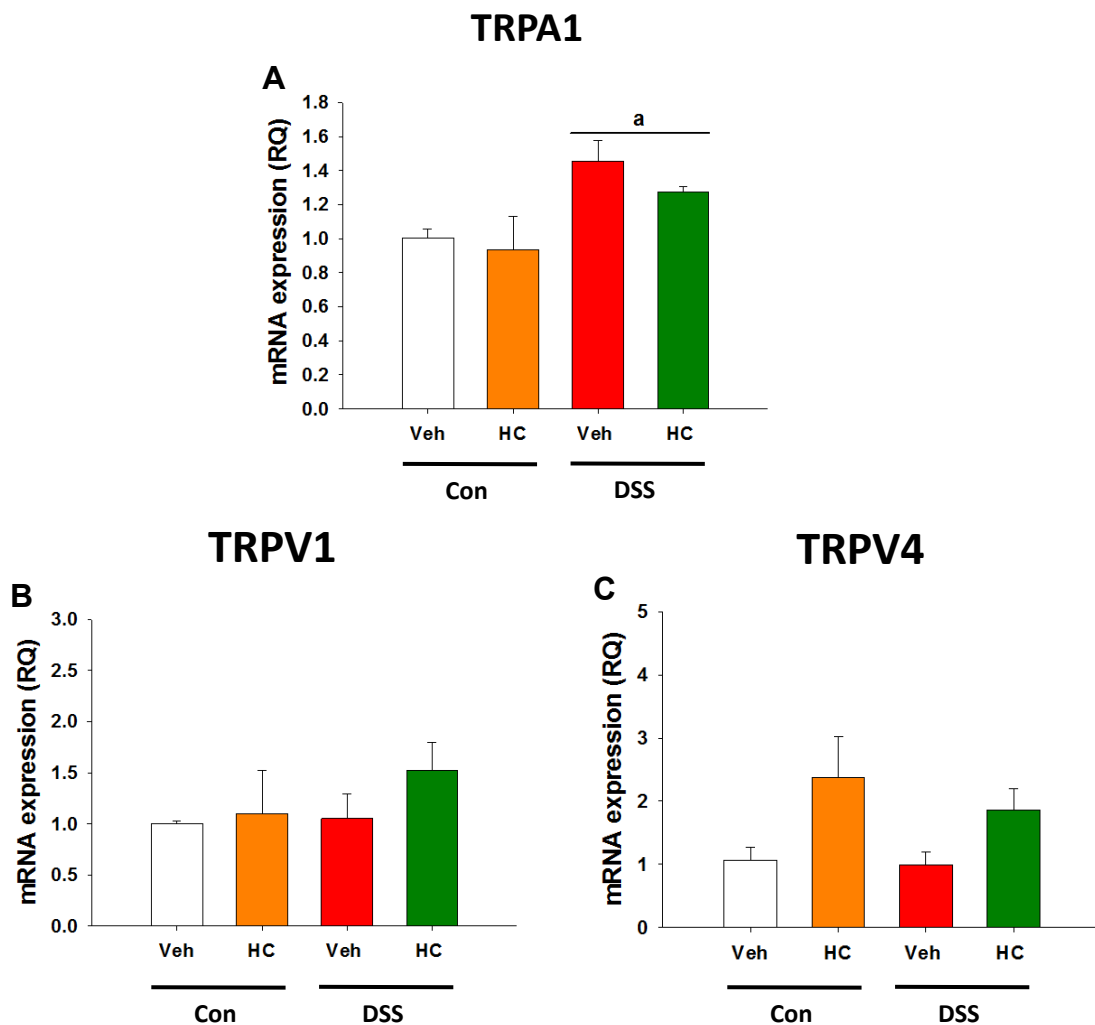 TRPA1
A
mRNA expression (RQ)
1.8
1.6
1.4
1.2
1.0
0.8
0.6
0.4
0.2
0.0
a
Veh HC Veh HC
Con DSS
TRPV1
B
mRNA expression (RQ)
3.0
2.5
2.0
1.5
1.0
0.5
0.0
Veh HC Veh HC
Con DSS
TRPV4
C
mRNA expression (RQ)
5
4
3
2
1
0
Veh HC Veh HC
Con DSS